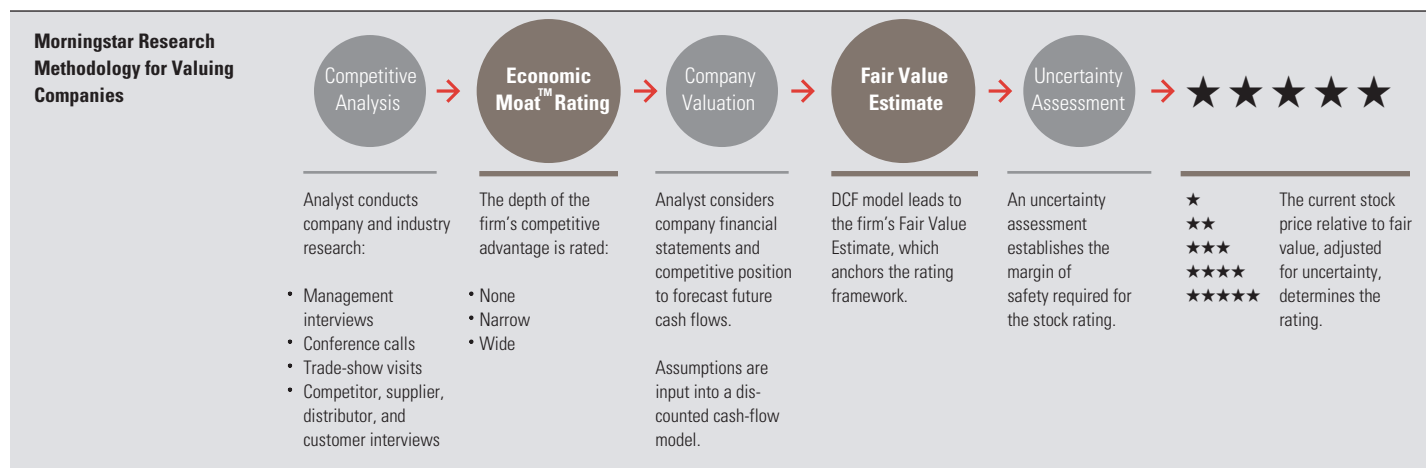 Morningstar Research
Methodology for Valuing
Companies
Competitive
Analysis
Economic
Moat™ Rating
Company
Valuation
Fair Value
Estimate
Uncertainty
Assessment
★★★★★
Analyst conducts
company and industry
research:
• Management
interviews
• Conference calls
• Trade-show visits
• Competitor, supplier,
distributor, and
customer interviews
The depth of the
firm's competitive
advantage is rated:
• None
• Narrow
• Wide
Analyst considers
company financial
statements and
competitive position
to forecast future
cash flows.
Assumptions are
input into a dis-
counted cash-flow
model.
DCF model leads to
the firm's Fair Value
Estimate, which
anchors the rating
framework.
An uncertainty
assessment
establishes the
margin of
safety required for
the stock rating.
★
★★
★★★
★★★★
★★★★★
The current stock
price relative to fair
value, adjusted
for uncertainty,
determines the
rating.